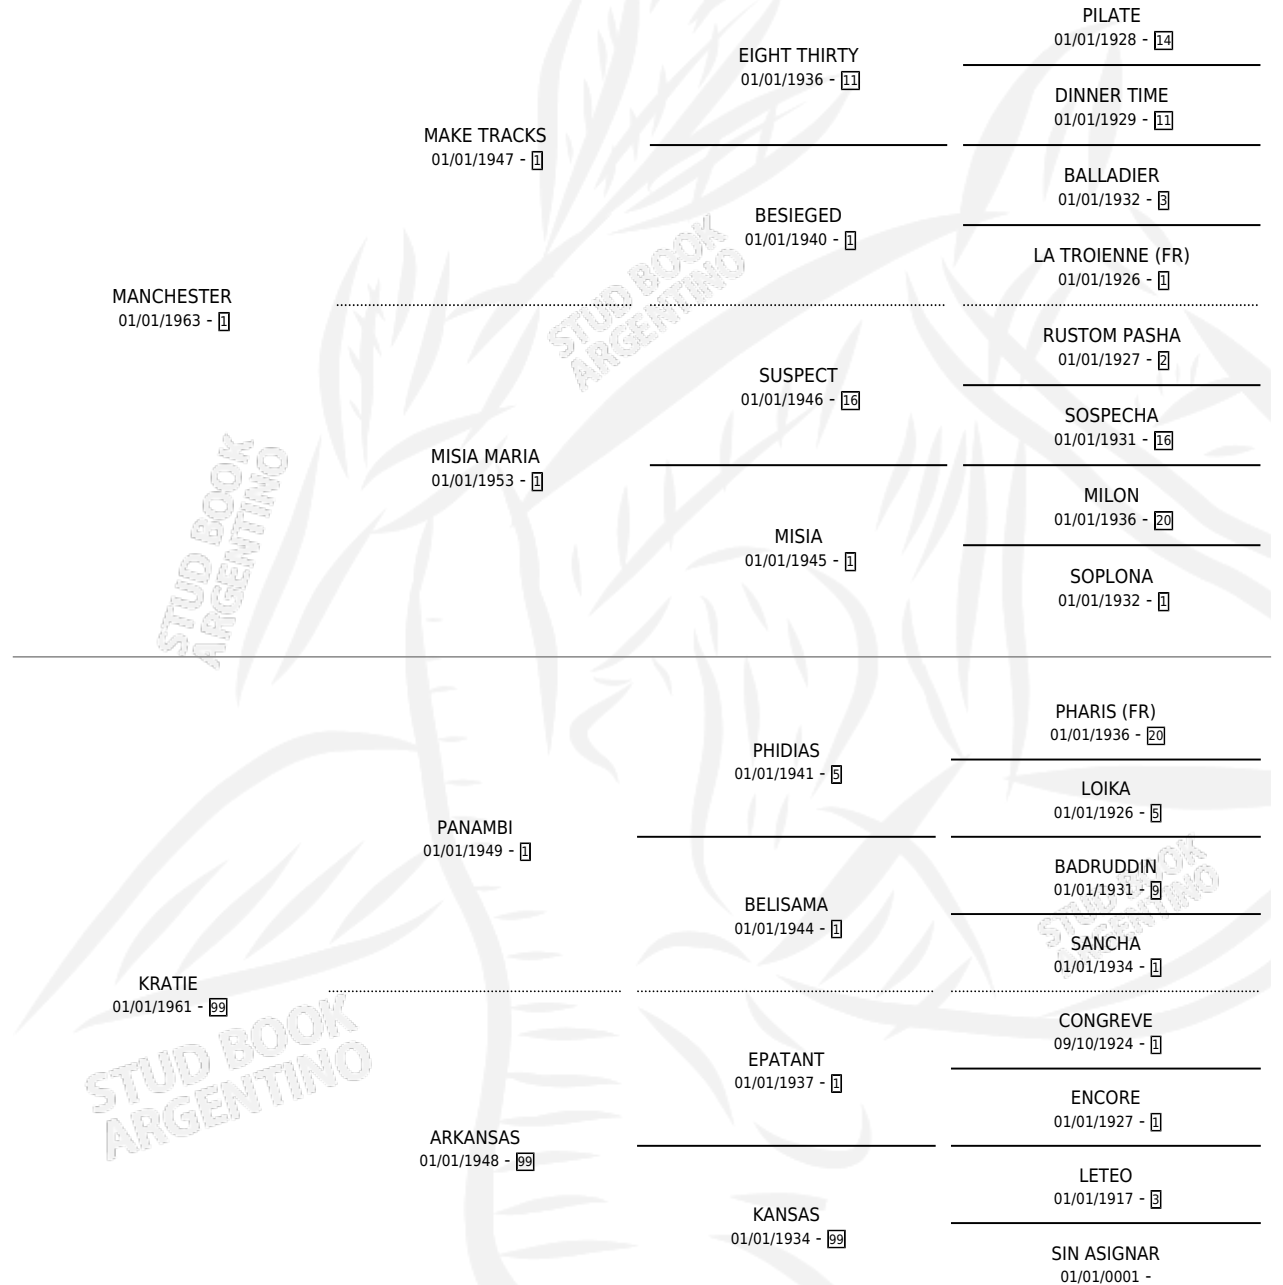 PILATE
01/01/1928 - 14
EIGHT THIRTY
01/01/1936 - 11
DINNER TIME
01/01/1929 - 11
MAKE TRACKS
01/01/1947 - 1
BALLADIER
01/01/1932 - 3
BESIEGED
01/01/1940 - 1
LA TROIENNE (FR)
01/01/1926 - 1
MANCHESTER
01/01/1963 - 1
RUSTOM PASHA
01/01/1927 - 2
SUSPECT
01/01/1946 - 16
SOSPECHA
01/01/1931 - 16
MISIA MARIA
01/01/1953 - 1
MILON
01/01/1936 - 20
MISIA
01/01/1945 - 1
SOPLONA
01/01/1932 - 1
STUD BOOK
ARGENTINO
STUD BOOK
ARGENTINO
PHARIS (FR)
01/01/1936 - 20
PHIDIAS
01/01/1941 - 5
LOIKA
01/01/1926 - 5
PANAMBI
01/01/1949 - 1
BADRUDDIN
01/01/1931 - 9
BELISAMA
01/01/1944 - 1
SANCHA
01/01/1934 - 1
KRATIE
01/01/1961 - 99
CONGREVE
09/10/1924 - 1
EPATANT
01/01/1937 - 1
ENCORE
01/01/1927 - 1
ARKANSAS
01/01/1948 - 99
LETEO
01/01/1917 - 3
KANSAS
01/01/1934 - 99
SIN ASIGNAR
01/01/0001 -
STUD BOOK
ARGENTINO
STUD BOOK
ARGENTINO